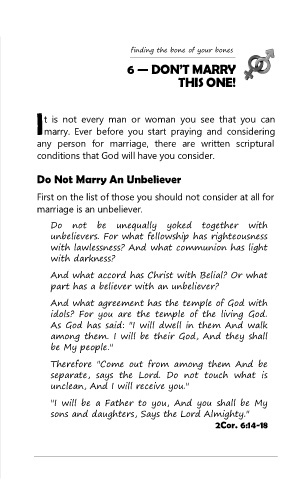 finding the bone of your bones
6 — DON'T MARRY
THIS ONE!
It is not every man or woman you see that you can
marry. Ever before you start praying and considering
any person for marriage, there are written scriptural
conditions that God will have you consider.
Do Not Marry An Unbeliever
First on the list of those you should not consider at all for
marriage is an unbeliever.
Do not be unequally yoked together with
unbelievers. For what fellowship has righteousness
with lawlessness? And what communion has light
with darkness?
And what accord has Christ with Belial? Or what
part has a believer with an unbeliever?
And what agreement has the temple of God with
idols? For you are the temple of the living God.
As God has said: "I will dwell in them And walk
among them. I will be their God, And they shall
be My people."
Therefore "Come out from among them And be
separate, says the Lord. Do not touch what is
unclean, And I will receive you."
"I will be a Father to you, And you shall be My
sons and daughters, Says the Lord Almighty."
2Cor. 6:14-18